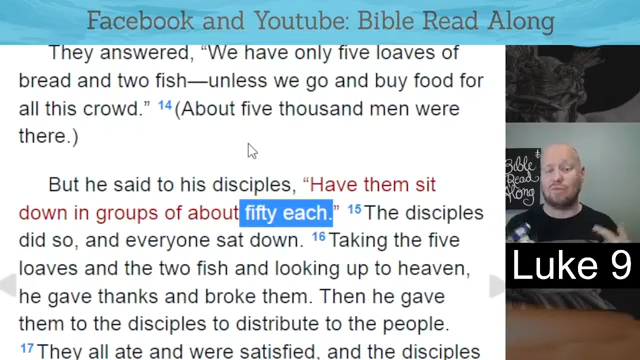 Facebook and Youtube: Bible Read Along
They answered, “We have only five loaves of
bread and two fish—unless we go and buy food for
all this crowd.” 14 (About five thousand men were
there.)
But he said to his disciples, “Have them sit
down in groups of about fifty each.” 15 The disciples
did so, and everyone sat down. 16 Taking the five
loaves and the two fish and looking up to heaven,
he gave thanks and broke them. Then he gave
them to the disciples to distribute to the people.
17 They all ate and were satisfied, and the disciples
Bible
Read
Along
Luke 9